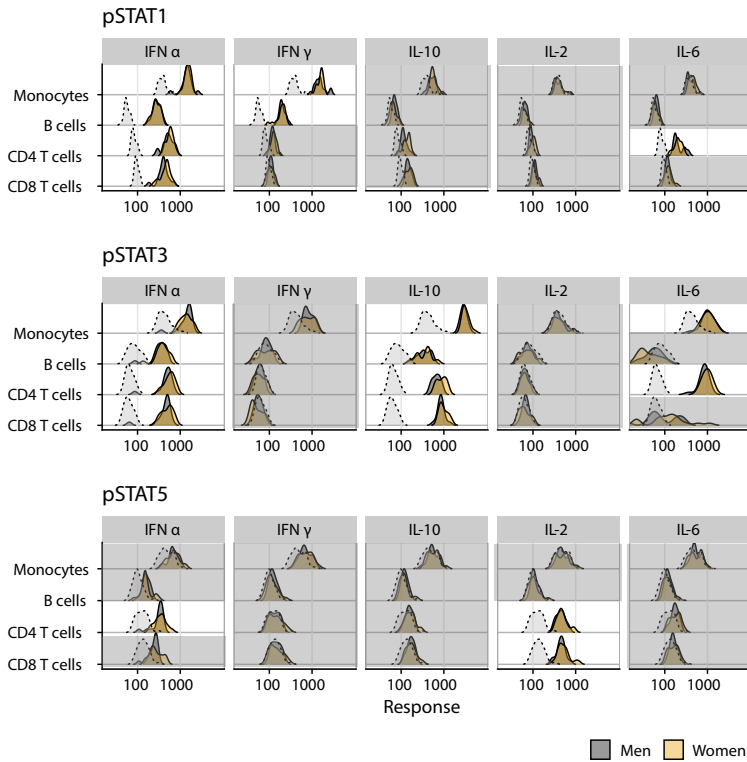 pSTAT1
IFN α IFN γ IL-10 IL-2 IL-6
Monocytes
B cells
CD4 T cells
CD8 T cells
100 1000 100 1000 100 1000 100 1000 100 1000
pSTAT3
IFN α IFN γ IL-10 IL-2 IL-6
Monocytes
B cells
CD4 T cells
CD8 T cells
100 1000 100 1000 100 1000 100 1000 100 1000
pSTAT5
IFN α IFN γ IL-10 IL-2 IL-6
Monocytes
B cells
CD4 T cells
CD8 T cells
100 1000 100 1000 100 1000 100 1000 100 1000
Response
Men Women